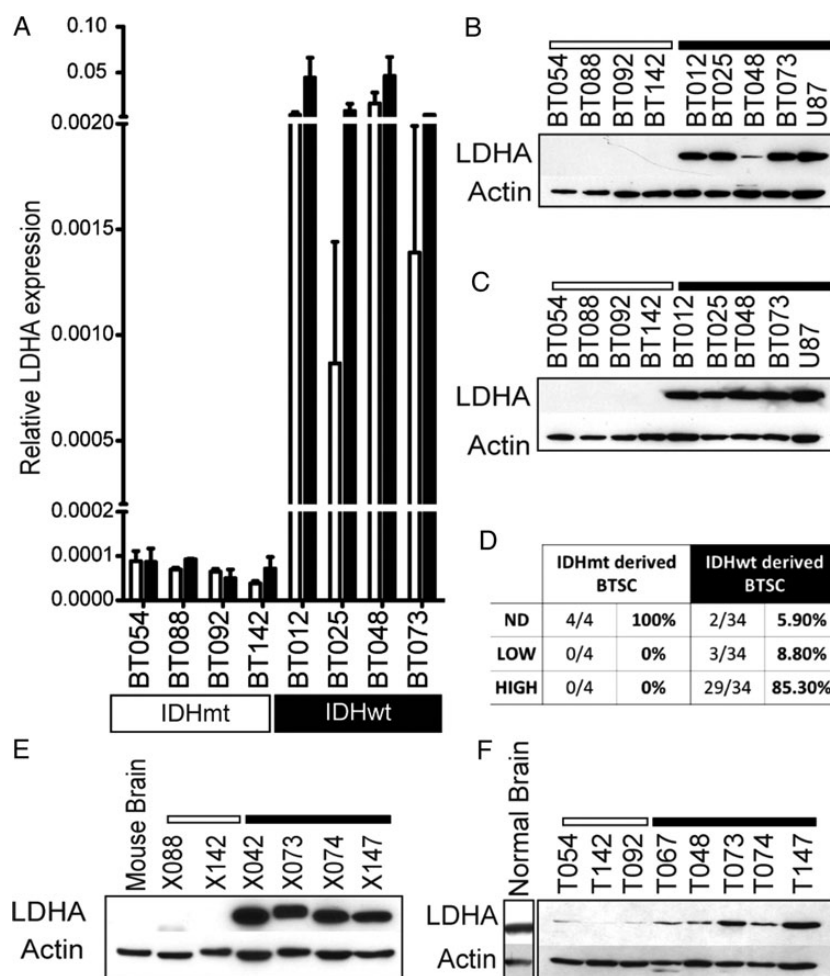 A
Relative LDHA expression
0.10
0.05
0.0020
0.0015
0.0010
0.0005
0.0002
0.0001
0.0000
BT054
BT088
BT092
BT142
BT012
BT025
BT048
BT073
IDHmt
IDHwt
B
BT054
BT088
BT092
BT142
BT012
BT025
BT048
BT073
U87
LDHA
Actin
C
BT054
BT088
BT092
BT142
BT012
BT025
BT048
BT073
U87
LDHA
Actin
D
IDHmt derived BTSC
IDHwt derived BTSC
ND 4/4 100% 2/34 5.90%
LOW 0/4 0% 3/34 8.80%
HIGH 0/4 0% 29/34 85.30%
E
Mouse Brain
X088
X142
X042
X073
X074
X147
LDHA
Actin
F
Normal Brain
T054
T142
T092
T067
T048
T073
T074
T147
LDHA
Actin